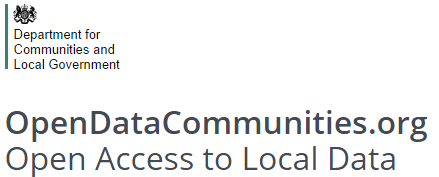 Department for
Communities and
Local Government
OpenDataCommunities.org
Open Access to Local Data